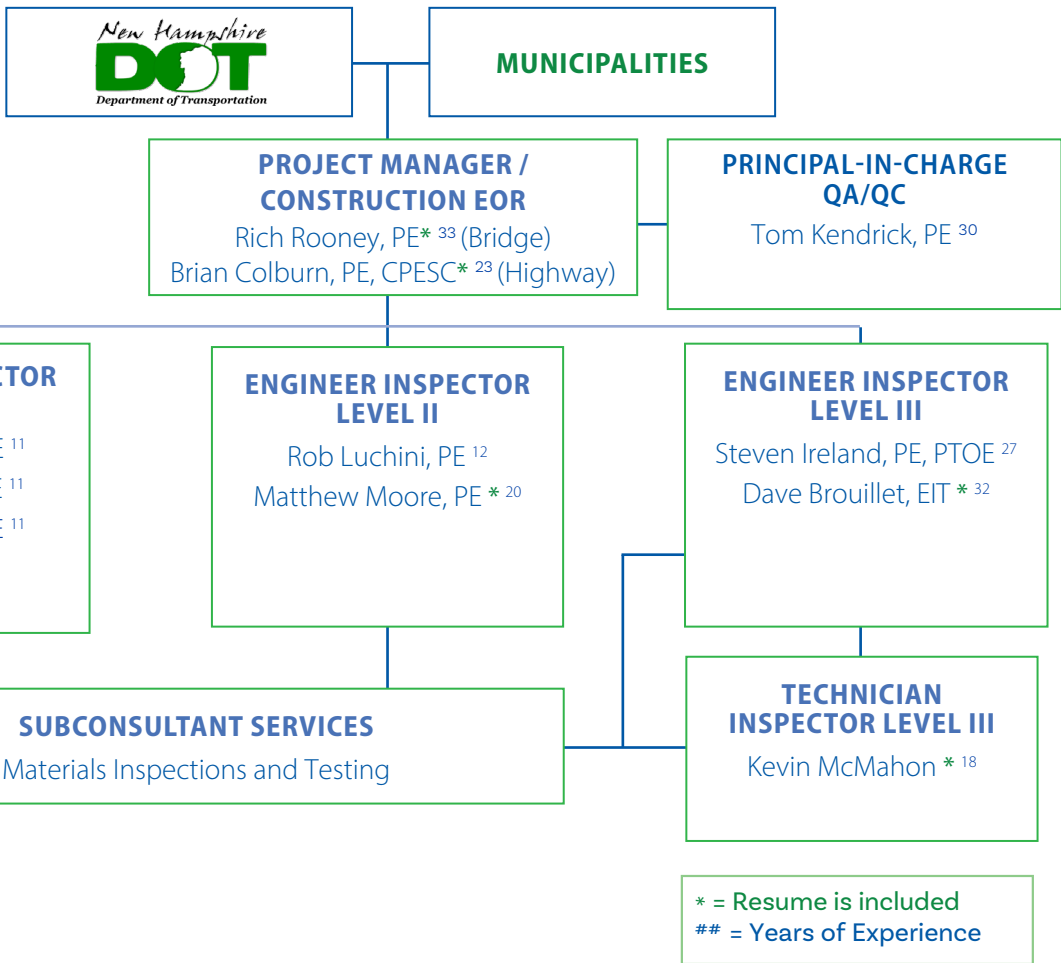 New Hampshire
DOT
Department of Transportation
MUNICIPALITIES
PROJECT MANAGER /
CONSTRUCTION EOR
Rich Rooney, PE* 33 (Bridge)
Brian Colburn, PE, CPESC* 23 (Highway)
PRINCIPAL-IN-CHARGE
QA/QC
Tom Kendrick, PE 30
11
11
11
ENGINEER INSPECTOR
LEVEL II
Rob Luchini, PE 12
Matthew Moore, PE * 20
ENGINEER INSPECTOR
LEVEL III
Steven Ireland, PE, PTOE 27
Dave Brouillet, EIT * 32
SUBCONSULTANT SERVICES
Materials Inspections and Testing
TECHNICIAN
INSPECTOR LEVEL III
Kevin McMahon * 18
* = Resume is included
## = Years of Experience